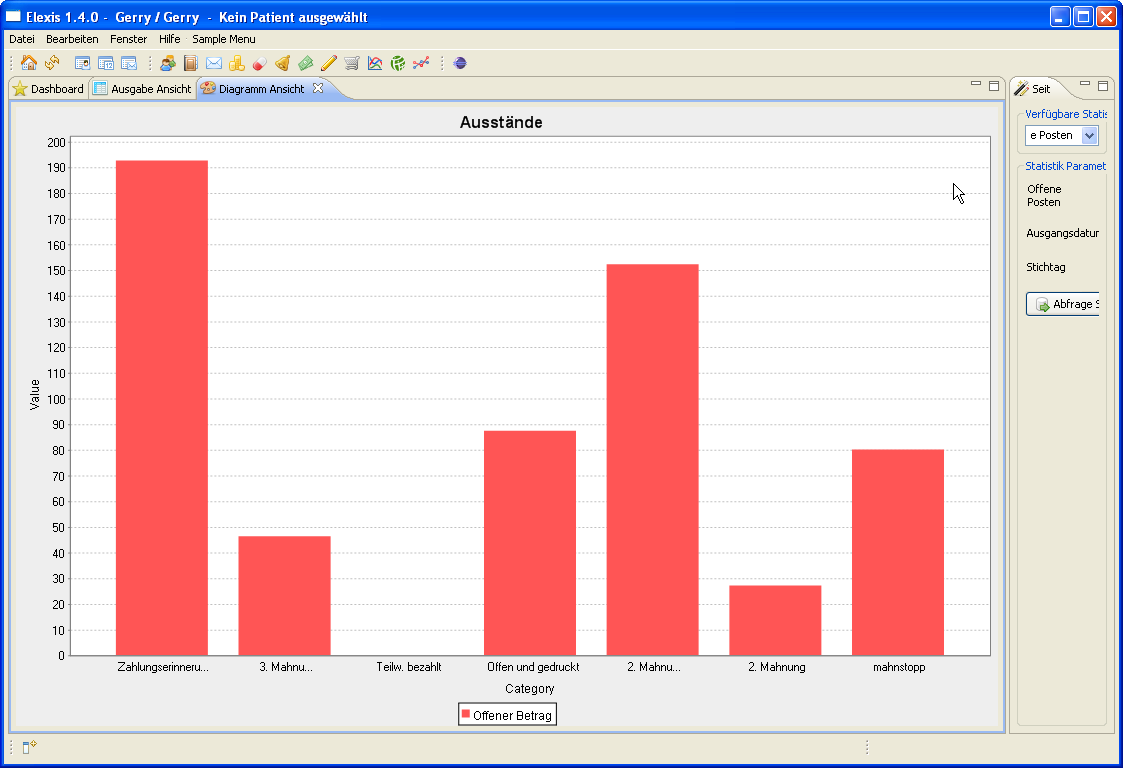 Elexis 1.4.0 - Gerry / Gerry - Kein Patient ausgewählt
Datei Bearbeiten Fenster Hilfe Sample Menu
Dashboard Ausgabe Ansicht Diagramm Ansicht Seit
Ausstände
Value
200
190
180
170
160
150
140
130
120
110
100
90
80
70
60
50
40
30
20
10
0
Zahlungserinneru... 3. Mahnu... Teilw. bezahlt Offen und gedruckt 2. Mahnu... 2. Mahnung mahnstopp
Category
Offener Betrag
Verfügbare Statis
e Posten
Statistik Paramet
Offene
Posten
Ausgangsdatur
Stichtag
Abfrage S